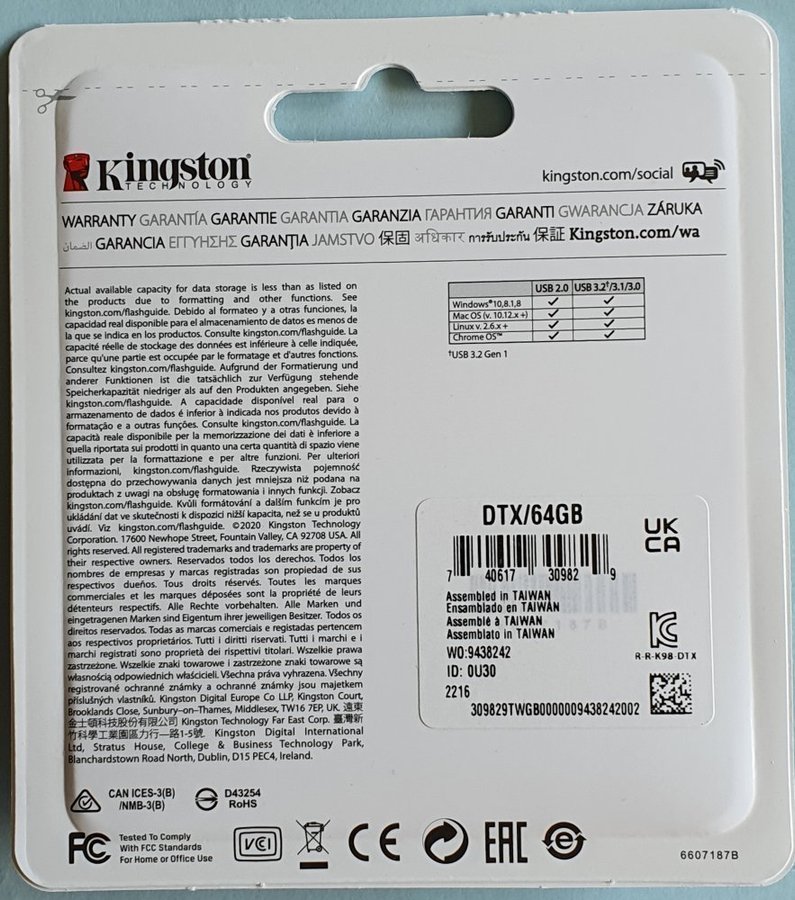 Kingston
TECHNOLOGY
kingston.com/social
WARRANTY GARANTÍA GARANTIE GARANTIA GARANZIA ГАРАНТИЯ GARANTI GWARANCJA ZÁRUKA
الضمان GARANCIA ΕΓΓΥΗΣΗΣ GARANŢIA JAMSTVO 保固 अधिकार การรับประกัน 保証 Kingston.com/wa
Actual available capacity for data storage is less than as listed on
the products due to formatting and other functions. See
kingston.com/flashguide. Debido al formateo y a otras funciones, la
capacidad real disponible para el almacenamiento de datos es menos de
la que se indica en los productos. Consulte kingston.com/flashguide. La
capacité réelle de stockage des données est inférieure à celle indiquée,
parce qu'une partie est occupée par le formatage et d'autres fonctions.
Consultez kingston.com/flashguide. Aufgrund der Formatierung und
anderer Funktionen ist die tatsächlich zur Verfügung stehende
Speicherkapazität niedriger als auf den Produkten angegeben. Siehe
kingston.com/flashguide. A capacidade disponível real para o
armazenamento de dados é inferior à indicada nos produtos devido à
formatação e a outras funções. Consulte kingston.com/flashguide. La
capacità reale disponibile per la memorizzazione dei dati è inferiore a
quella riportata sui prodotti in quanto una certa quantità di spazio viene
utilizzata per la formattazione e per altre funzioni. Per ulteriori
informazioni, kingston.com/flashguide. Rzeczywista pojemność
dostępna do przechowywania danych jest mniejsza niż podana na
produktach z uwagi na obsługę formatowania i innych funkcji. Zobacz
kingston.com/flashguide. Kvůli formátování a dalším funkcím je pro
ukládání dat ve skutečnosti k dispozici nižší kapacita, než se u produktů
uvádí. Viz kingston.com/flashguide. ©2020 Kingston Technology
Corporation. 17600 Newhope Street, Fountain Valley, CA 92708 USA. All
rights reserved. All registered trademarks and trademarks are property of
their respective owners. Reservados todos los derechos. Todos los
nombres de empresas y marcas registradas son propiedad de sus
respectivos dueños. Tous droits réservés. Toutes les marques
commerciales et les marques déposées sont la propriété de leurs
détenteurs respectifs. Alle Rechte vorbehalten. Alle Marken und
eingetragenen Marken sind Eigentum ihrer jeweiligen Besitzer. Todos os
direitos reservados. Todas as marcas comerciais e registadas pertencem
aos respectivos proprietários. Tutti i diritti riservati. Tutti i marchi e i
marchi registrati sono proprietà dei rispettivi titolari. Wszelkie prawa
zastrzeżone. Wszelkie znaki towarowe i zastrzeżone znaki towarowe są
własnością odpowiednich właścicieli. Všechna práva vyhrazena. Všechny
registrované ochranné známky a ochranné známky jsou majetkem
příslušných vlastníků. Kingston Digital Europe Co LLP, Kingston Court,
Brooklands Close, Sunbury-on-Thames, Middlesex, TW16 7EP, UK. 遠東
金士頓科技股份有限公司 Kingston Technology Far East Corp. 臺灣新
竹科學工業園區力行一路1-5號. Kingston Digital International
Ltd, Stratus House, College & Business Technology Park,
Blanchardstown Road North, Dublin, D15 PEC4, Ireland.
USB 2.0 USB 3.2†/3.1/3.0
Windows® 10,8.1,8 ✓ ✓
Mac OS (v. 10.12.x +) ✓ ✓
Linux v. 2.6.x + ✓ ✓
Chrome OS™ ✓ ✓
†USB 3.2 Gen 1
DTX/64GB
7 40617 30982 9
Assembled in TAIWAN
Ensamblado en TAIWAN
Assemblé à TAIWAN
Assemblato in TAIWAN
WO:9438242
ID: 0U30
2216
309829TWGB0000009438242002
UK
CA
R-R-K98-DTX
CAN ICES-3(B)
/NMB-3(B)
D43254
RoHS
FC
Tested To Comply
With FCC Standards
For Home or Office Use
VCI
CE
EAC
e
6607187B